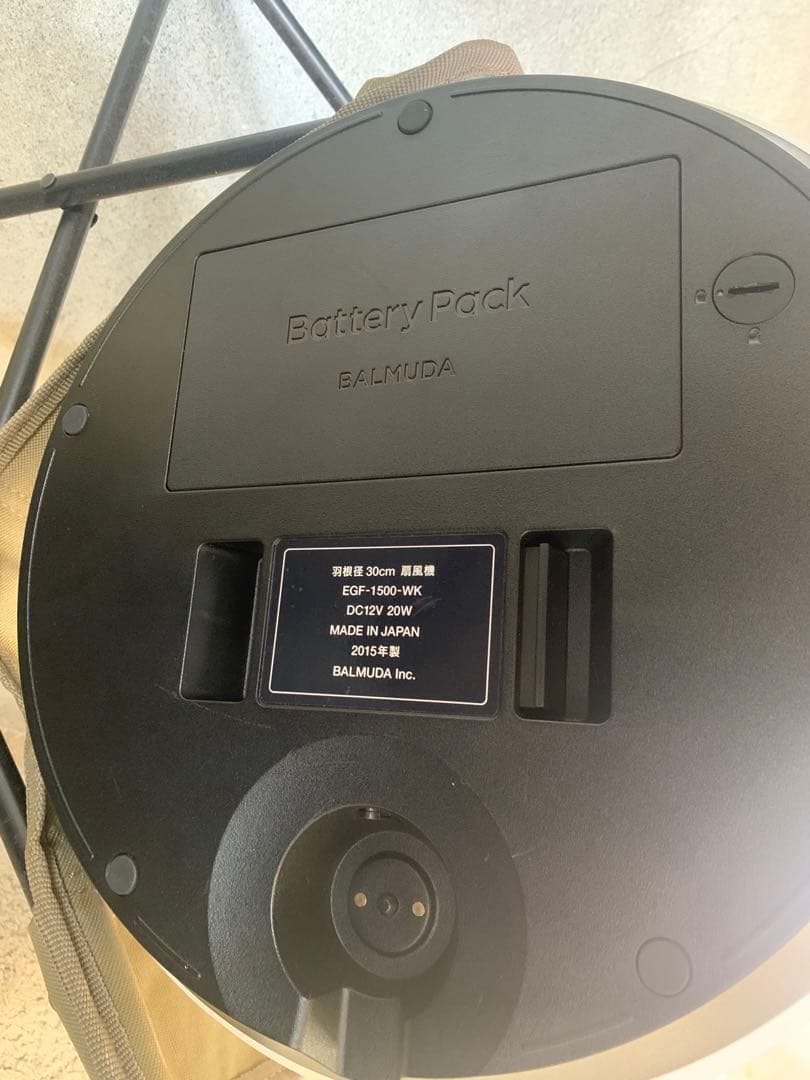 Battery Pack
BALMUDA
羽根径 30cm 扇風機
EGF-1500-WK
DC12V 20W
MADE IN JAPAN
2015年製
BALMUDA Inc.